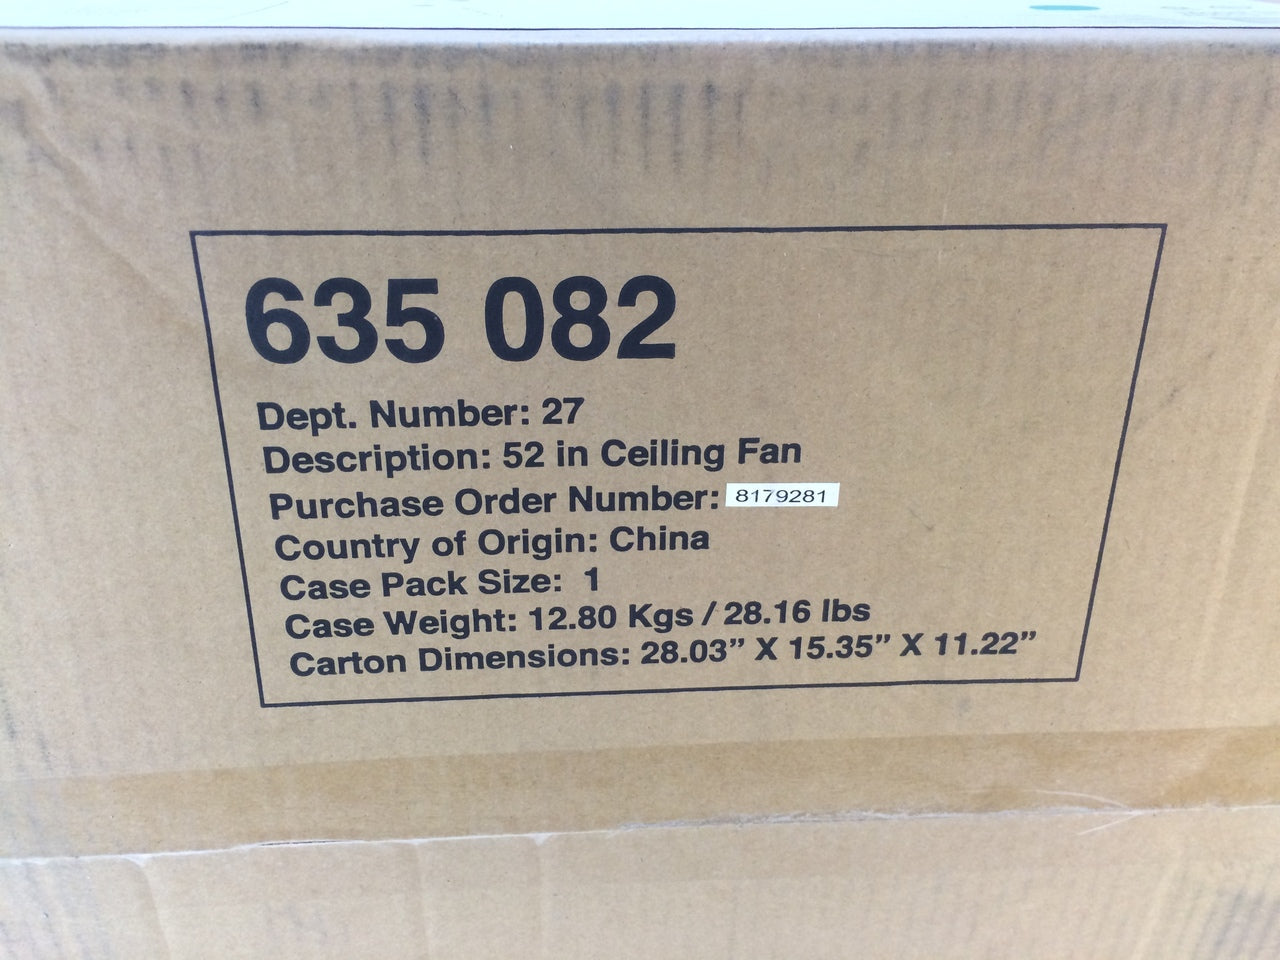 635 082
Dept. Number: 27
Description: 52 in Ceiling Fan
Purchase Order Number: 8179281
Country of Origin: China
Case Pack Size: 1
Case Weight: 12.80 Kgs / 28.16 lbs
Carton Dimensions: 28.03” X 15.35” X 11.22”